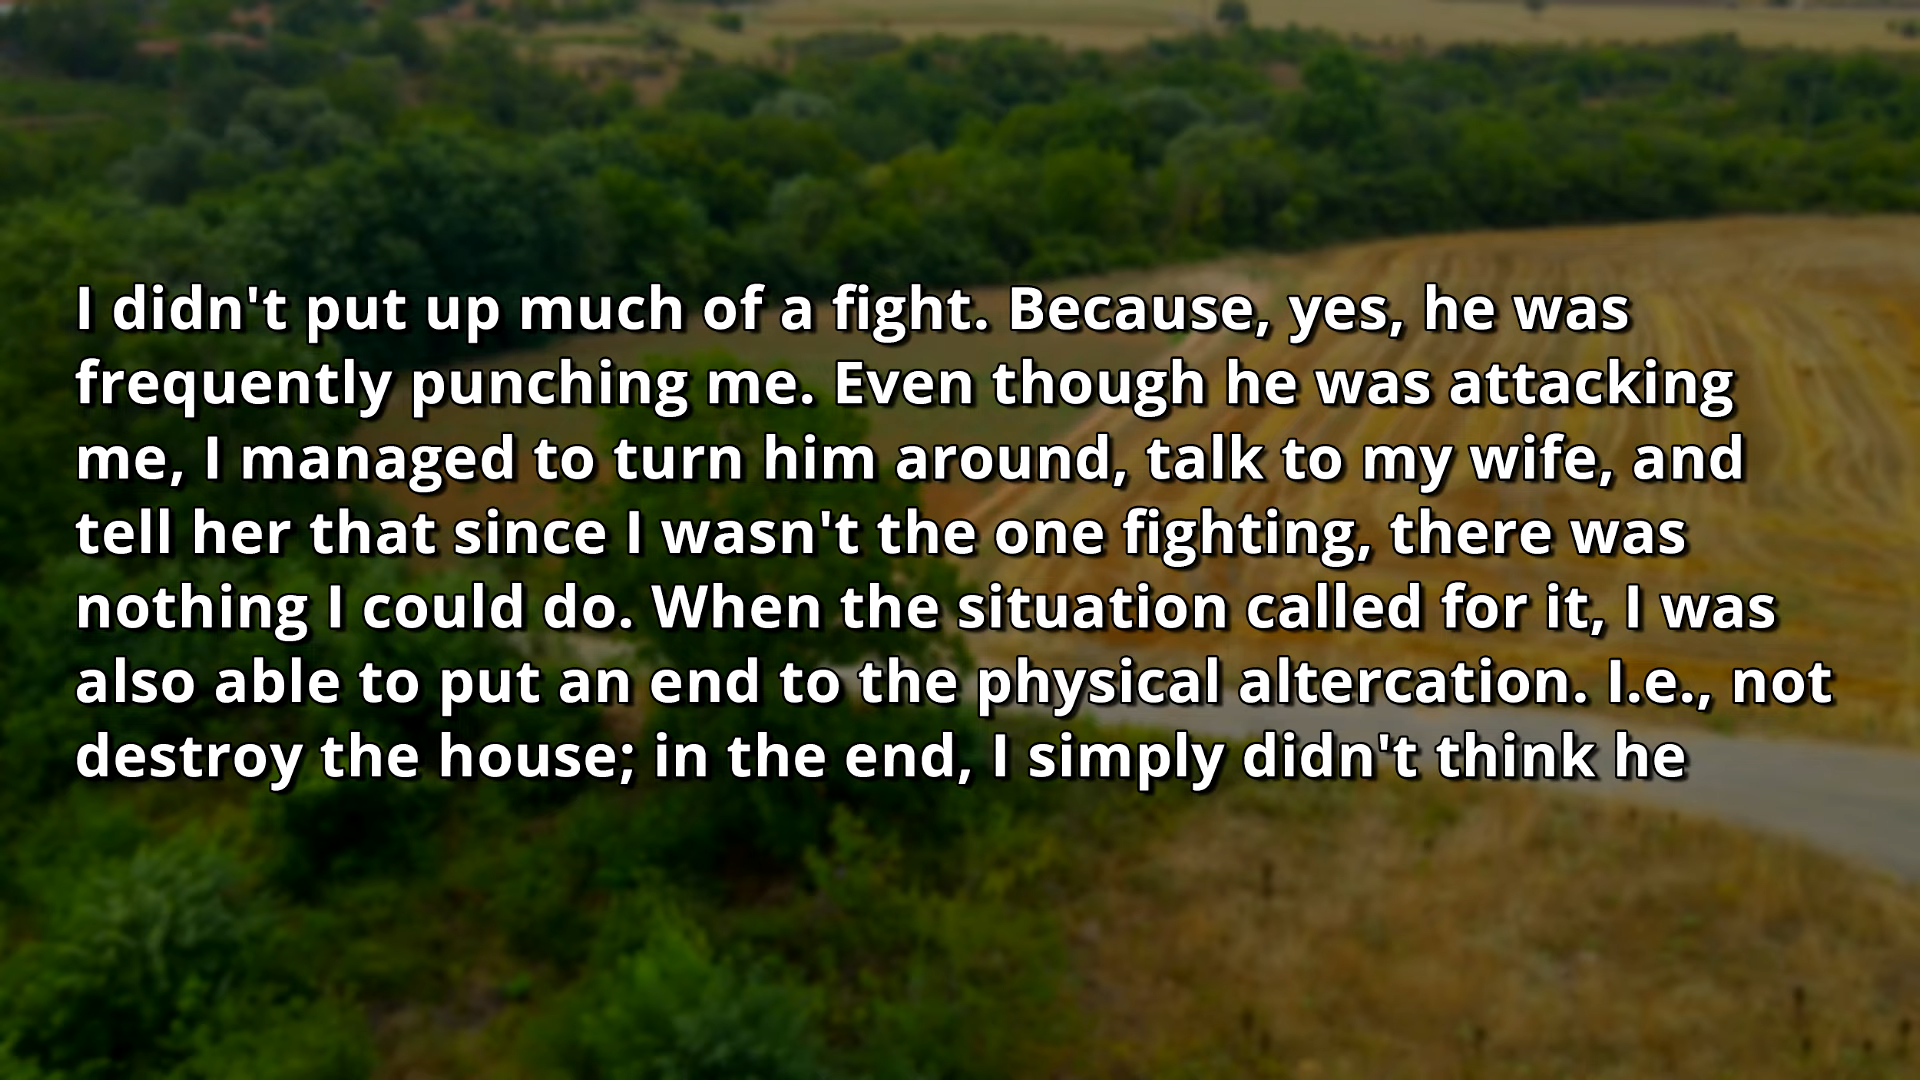 I didn't put up much of a fight. Because, yes, he was
frequently punching me. Even though he was attacking
me, I managed to turn him around, talk to my wife, and
tell her that since I wasn't the one fighting, there was
nothing I could do. When the situation called for it, I was
also able to put an end to the physical altercation. I.e., not
destroy the house; in the end, I simply didn't think he